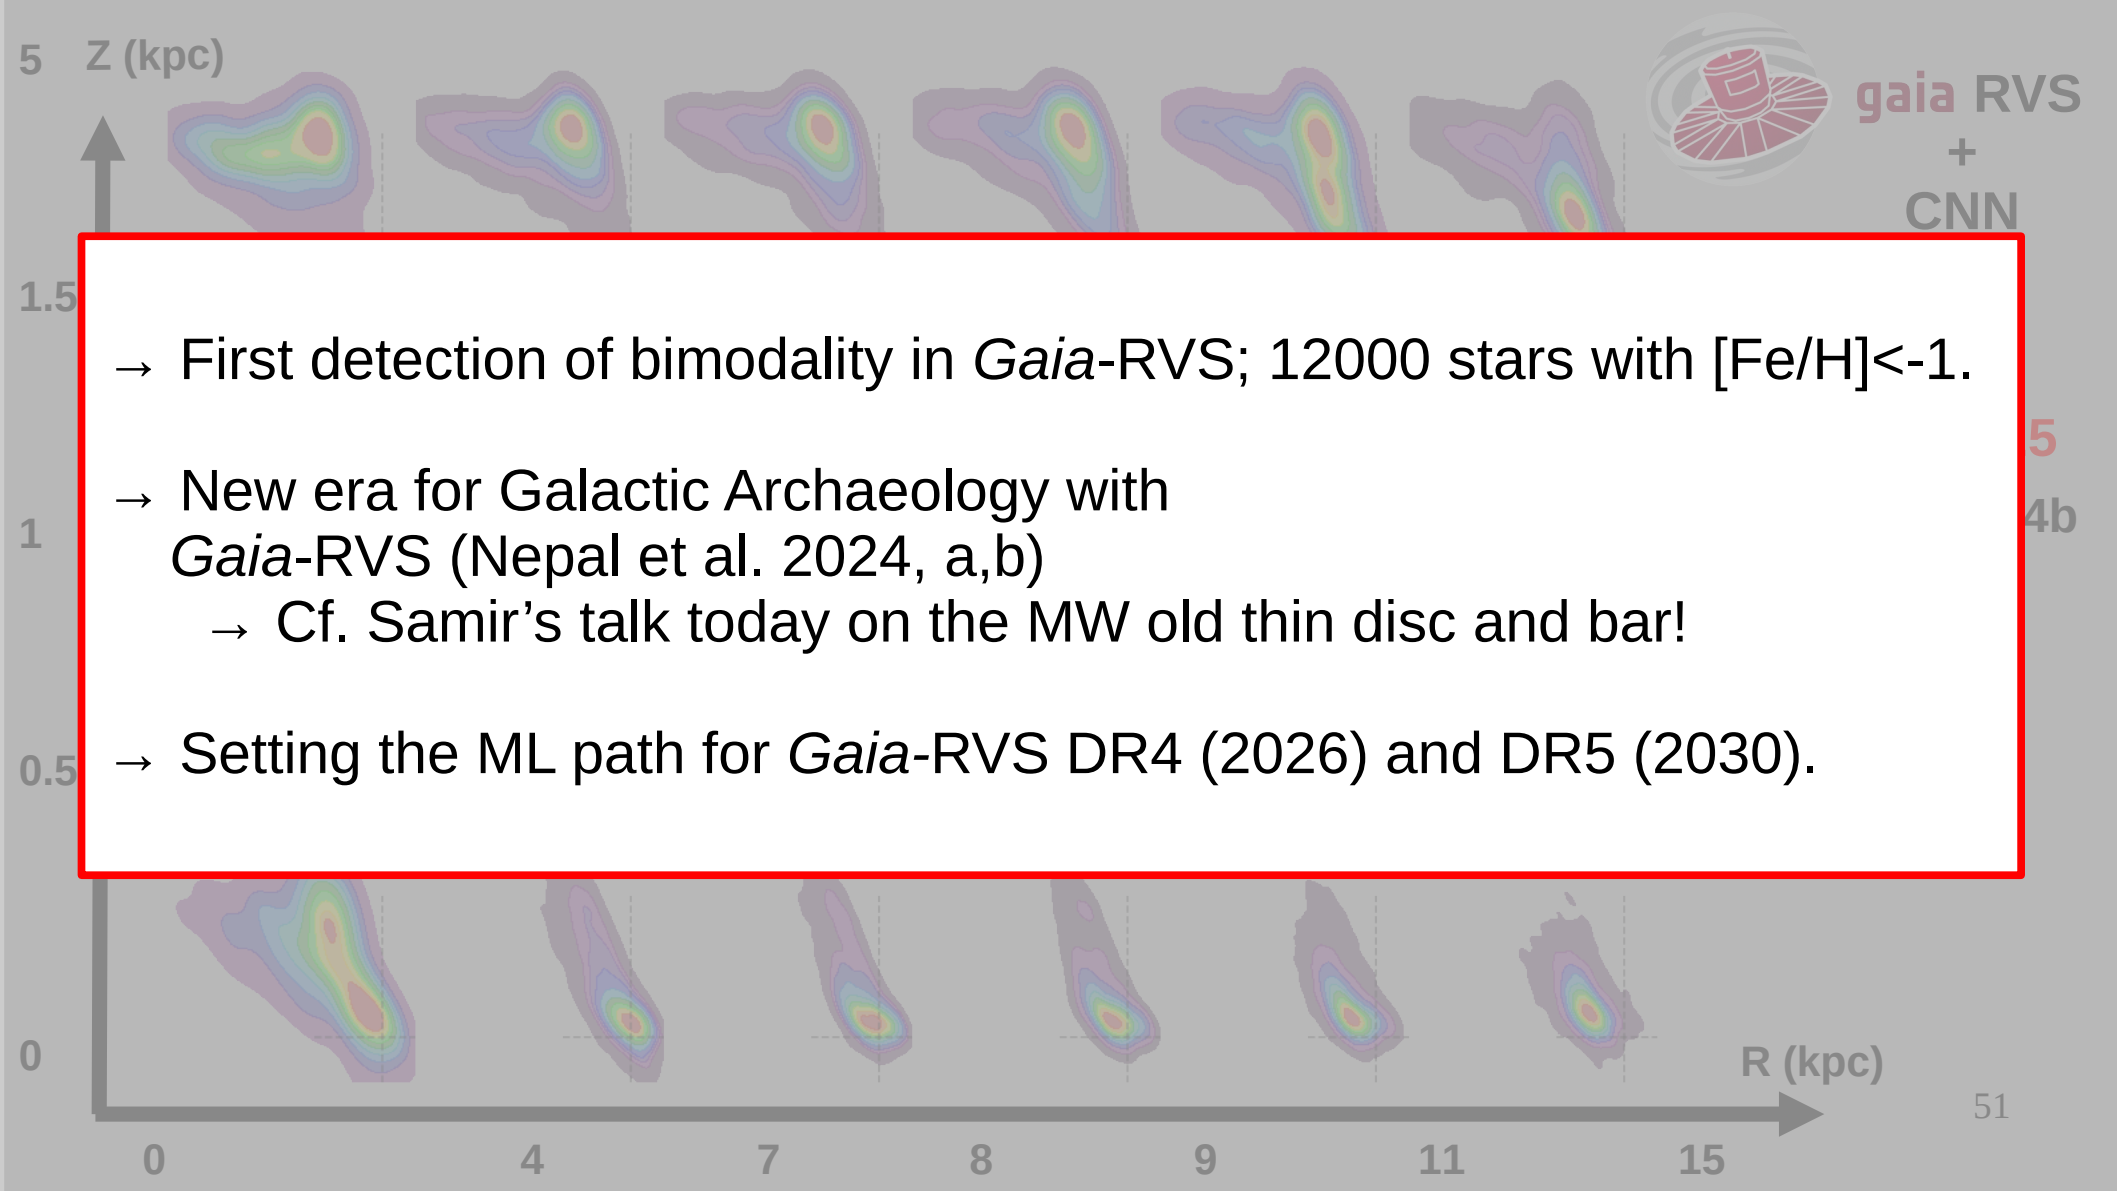 5 Z (kpc)
gaia RVS
+
CNN
1.5
→ First detection of bimodality in Gaia-RVS; 12000 stars with [Fe/H]<-1.
5
→ New era for Galactic Archaeology with
4b
1
Gaia-RVS (Nepal et al. 2024, a,b)
→ Cf. Samir’s talk today on the MW old thin disc and bar!
→ Setting the ML path for Gaia-RVS DR4 (2026) and DR5 (2030).
0.5
0
R (kpc)
51
0 4 7 8 9 11 15